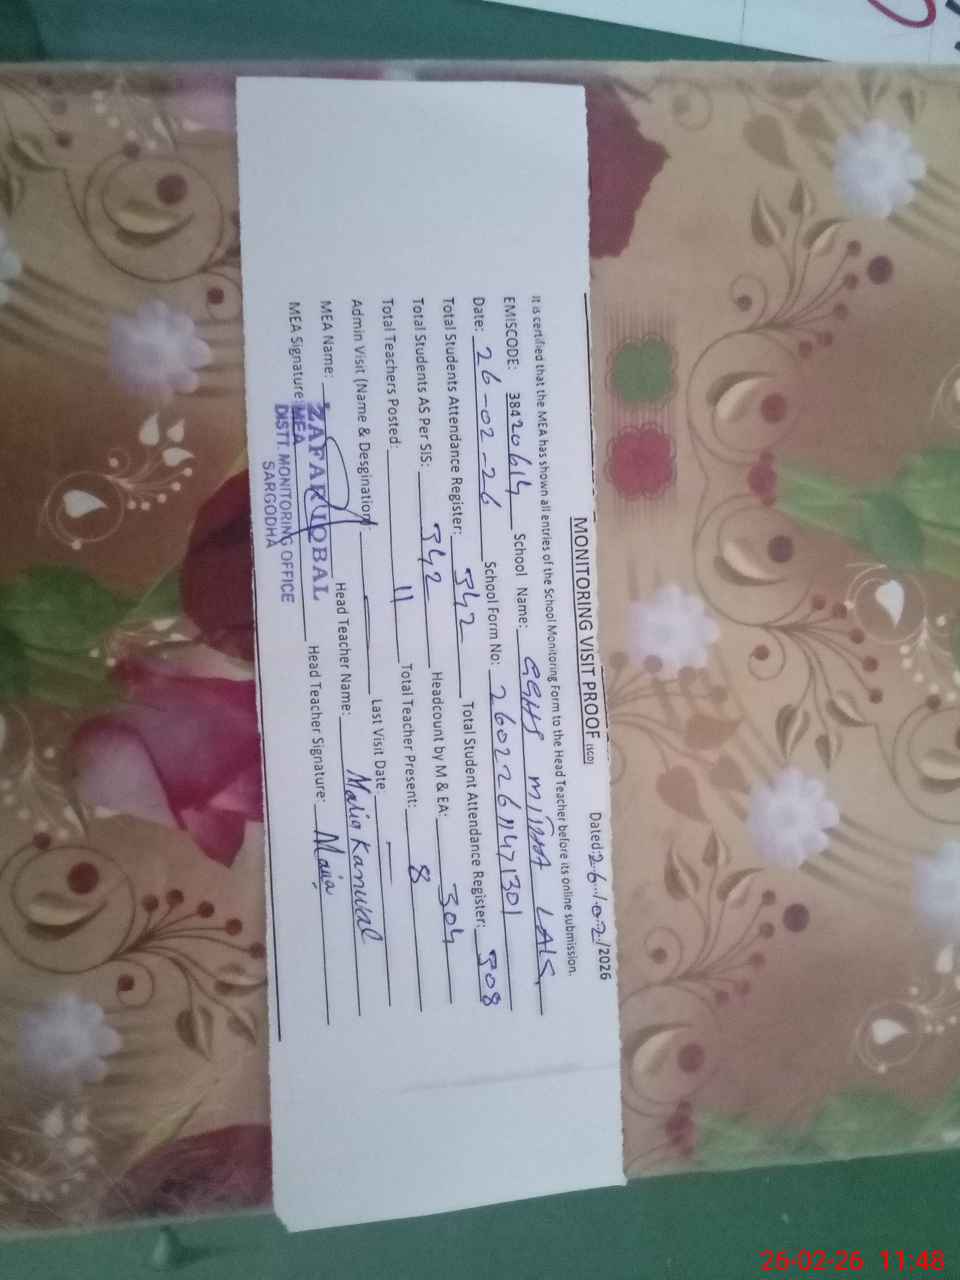 MONITORING VISIT PROOF (SCD) Dated: 26/02/2026
It is certified that the MEA has shown all entries of the School Monitoring Form to the Head Teacher before its online submission.
EMISCODE: 38420614 School Name: GGHS MITHA LAK
Date: 26-02-26 School Form No: 26022611471301
Total Students Attendance Register: 342 Total Student Attendance Register: 308
Total Students AS Per SIS: 342 Headcount by M & EA: 304
Total Teachers Posted: 11 Total Teacher Present: 8
Admin Visit (Name & Desgination): — Last Visit Date: —
MEA Name: ZAFAR IQBAL Head Teacher Name: Maria Kanwal
MEA Signature: MEA Head Teacher Signature: Maria
DISTT. MONITORING OFFICE
SARGODHA
26-02-26 11:48